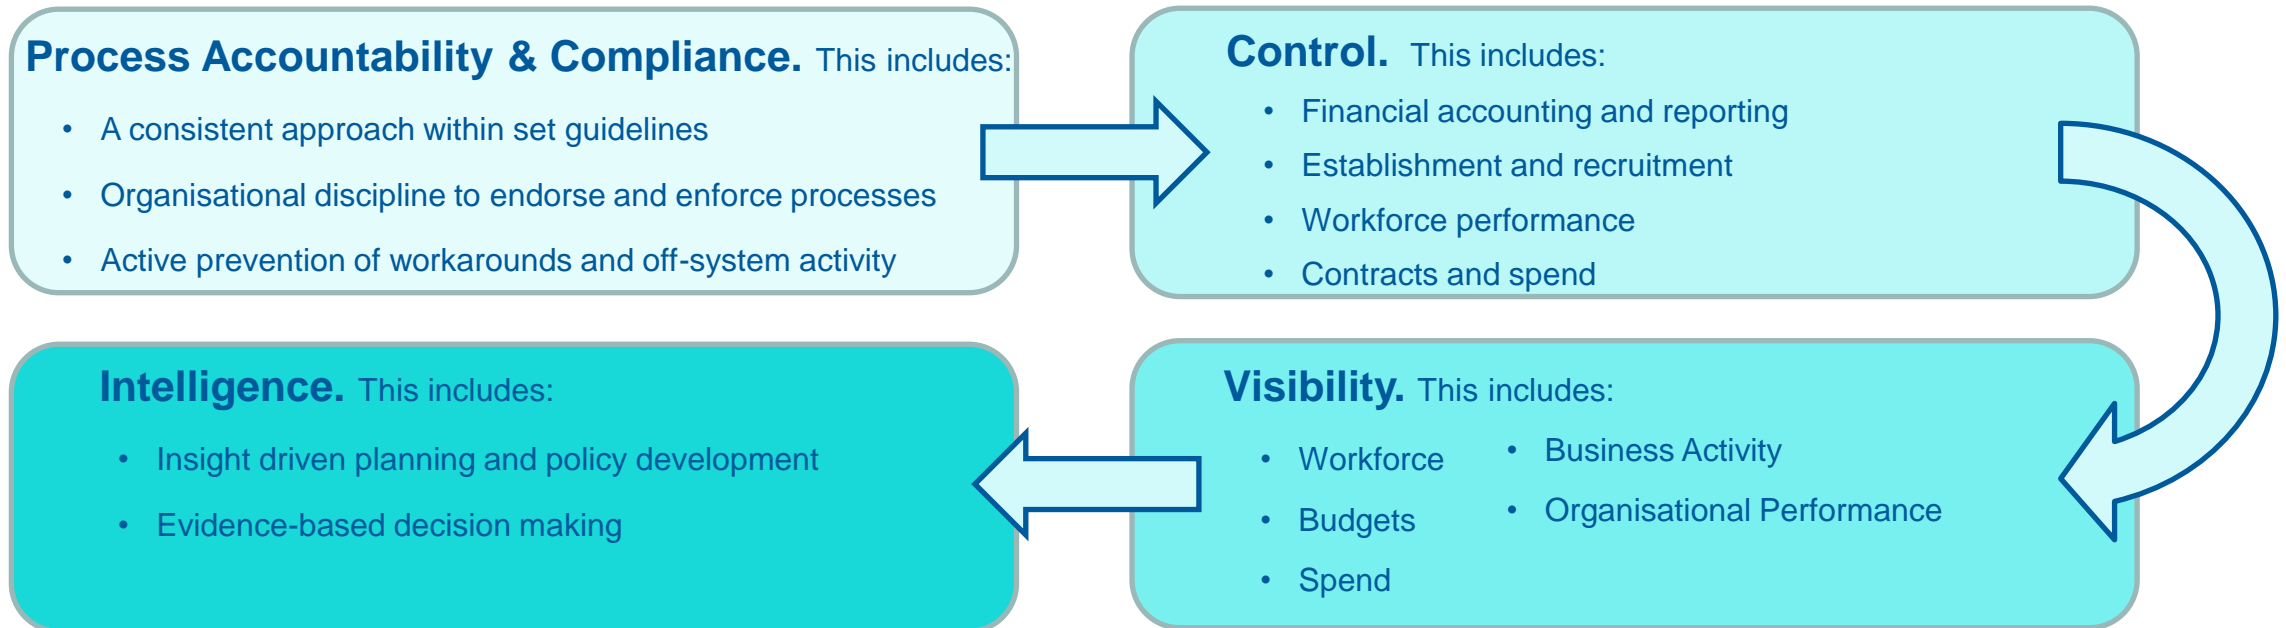 Process Accountability & Compliance. This includes:
• A consistent approach within set guidelines
• Organisational discipline to endorse and enforce processes
• Active prevention of workarounds and off-system activity
Control. This includes:
• Financial accounting and reporting
• Establishment and recruitment
• Workforce performance
• Contracts and spend
Visibility. This includes:
• Workforce
• Budgets
• Spend
• Business Activity
• Organisational Performance
Intelligence. This includes:
• Insight driven planning and policy development
• Evidence-based decision making